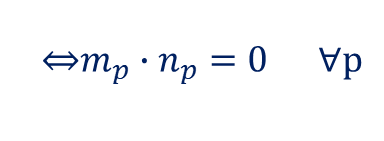 ⇔m_p · n_p = 0 ∀p